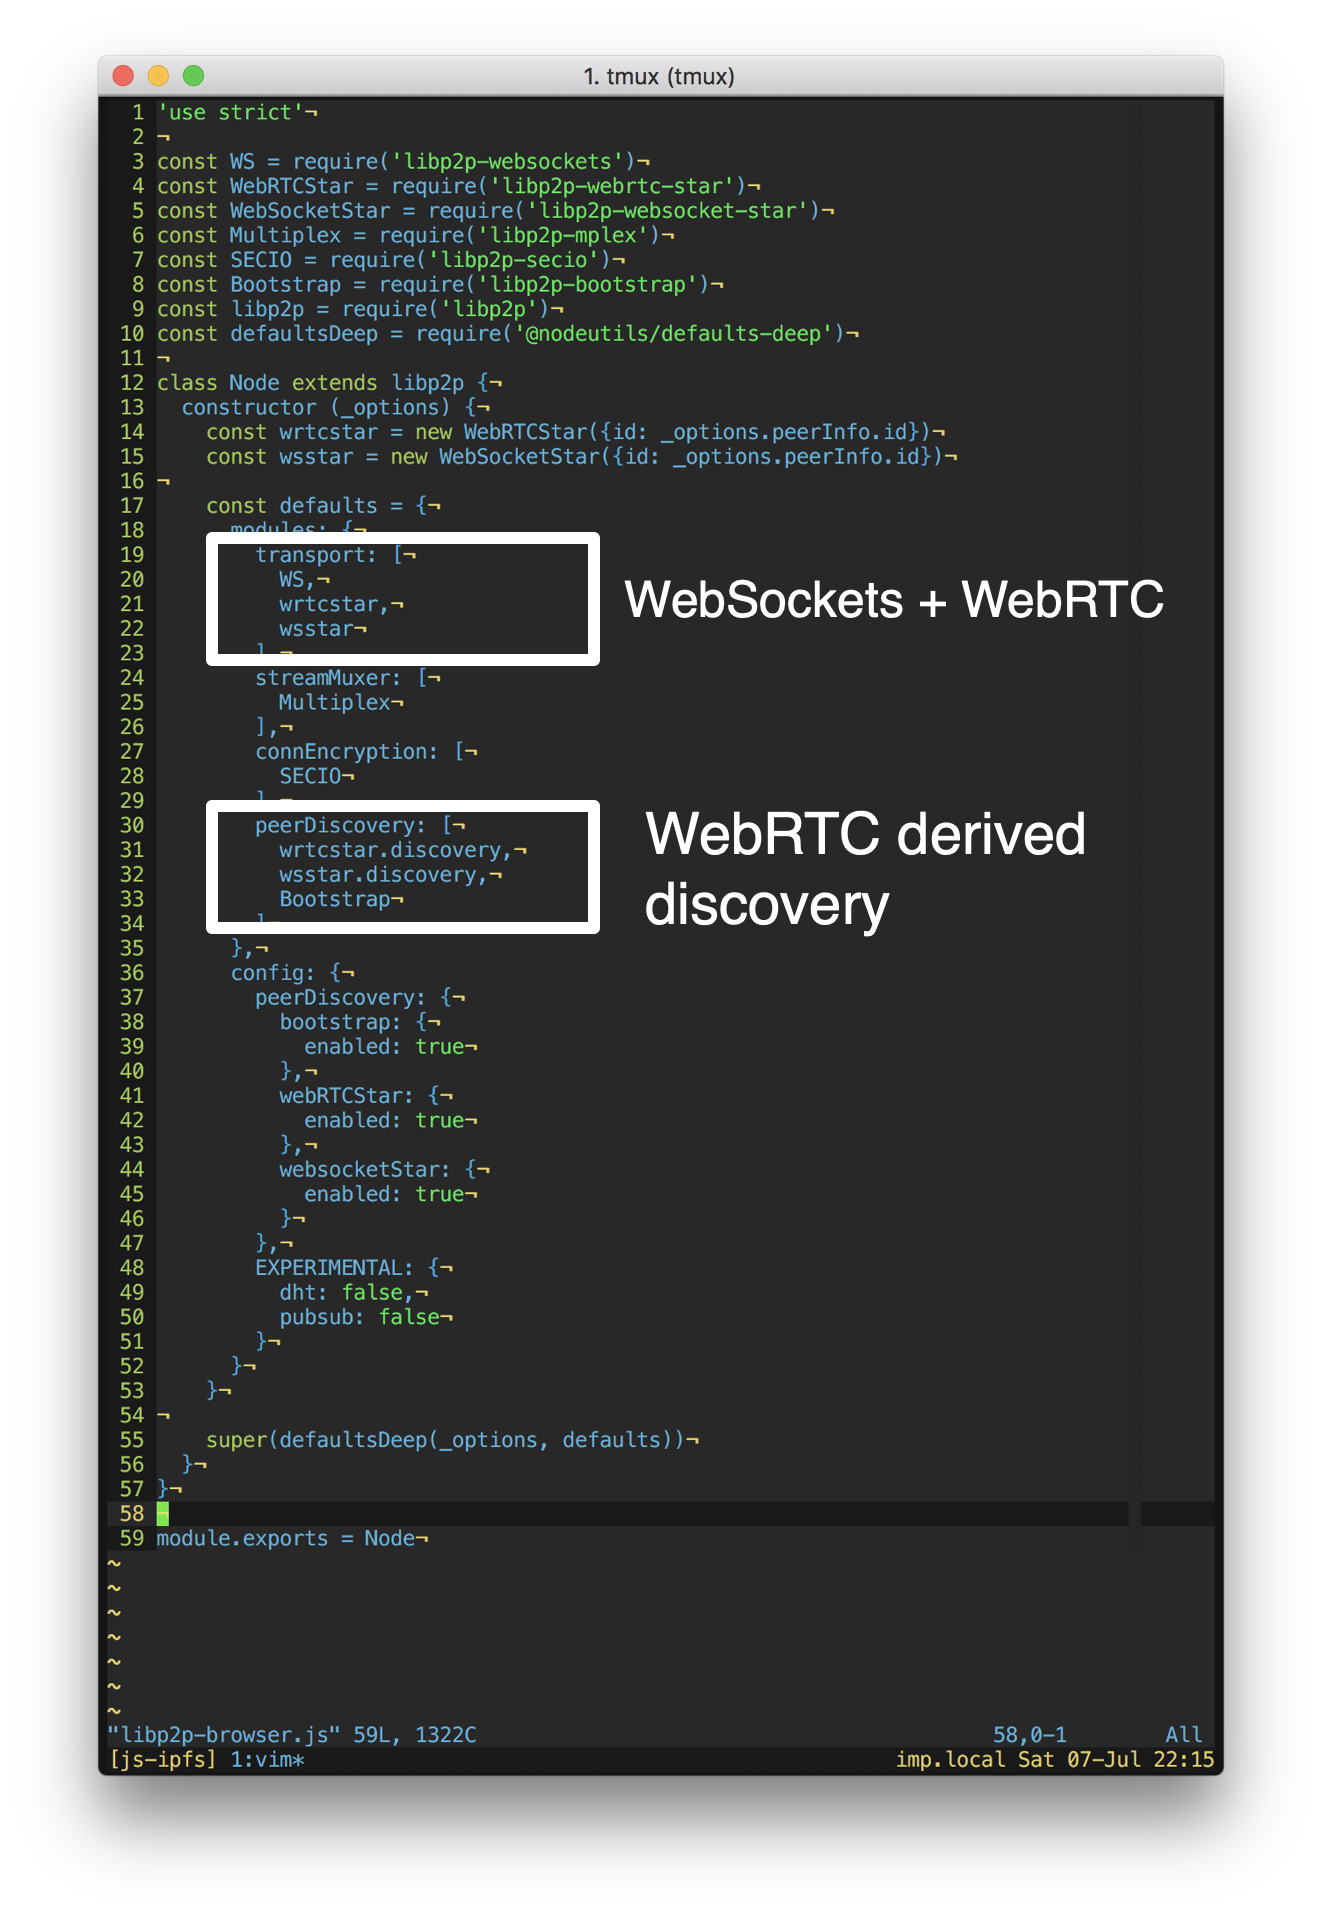 1. tmux (tmux)
1 'use strict'¬
2 ¬
3 const WS = require('libp2p-websockets')¬
4 const WebRTCStar = require('libp2p-webrtc-star')¬
5 const WebSocketStar = require('libp2p-websocket-star')¬
6 const Multiplex = require('libp2p-mplex')¬
7 const SECIO = require('libp2p-secio')¬
8 const Bootstrap = require('libp2p-bootstrap')¬
9 const libp2p = require('libp2p')¬
10 const defaultsDeep = require('@nodeutils/defaults-deep')¬
11 ¬
12 class Node extends libp2p {¬
13   constructor (_options) {¬
14     const wrtcstar = new WebRTCStar({id: _options.peerInfo.id})¬
15     const wsstar = new WebSocketStar({id: _options.peerInfo.id})¬
16 ¬
17     const defaults = {¬
18       modules: {¬
19         transport: [¬
20           WS,¬
21           wrtcstar,¬
22           wsstar¬
WebSockets + WebRTC
23         ],¬
24         streamMuxer: [¬
25           Multiplex¬
26         ],¬
27         connEncryption: [¬
28           SECIO¬
29         ],¬
30         peerDiscovery: [¬
31           wrtcstar.discovery,¬
32           wsstar.discovery,¬
33           Bootstrap¬
WebRTC derived
discovery
34         ]¬
35       },¬
36       config: {¬
37         peerDiscovery: {¬
38           bootstrap: {¬
39             enabled: true¬
40           },¬
41           webRTCStar: {¬
42             enabled: true¬
43           },¬
44           websocketStar: {¬
45             enabled: true¬
46           }¬
47         },¬
48         EXPERIMENTAL: {¬
49           dht: false,¬
50           pubsub: false¬
51         }¬
52       }¬
53     }¬
54 ¬
55     super(defaultsDeep(_options, defaults))¬
56   }¬
57 }¬
58 ¬
59 module.exports = Node¬
~
~
~
~
~
~
~
"libp2p-browser.js" 59L, 1322C 58,0-1 All
[js-ipfs] 1:vim* imp.local Sat 07-Jul 22:15